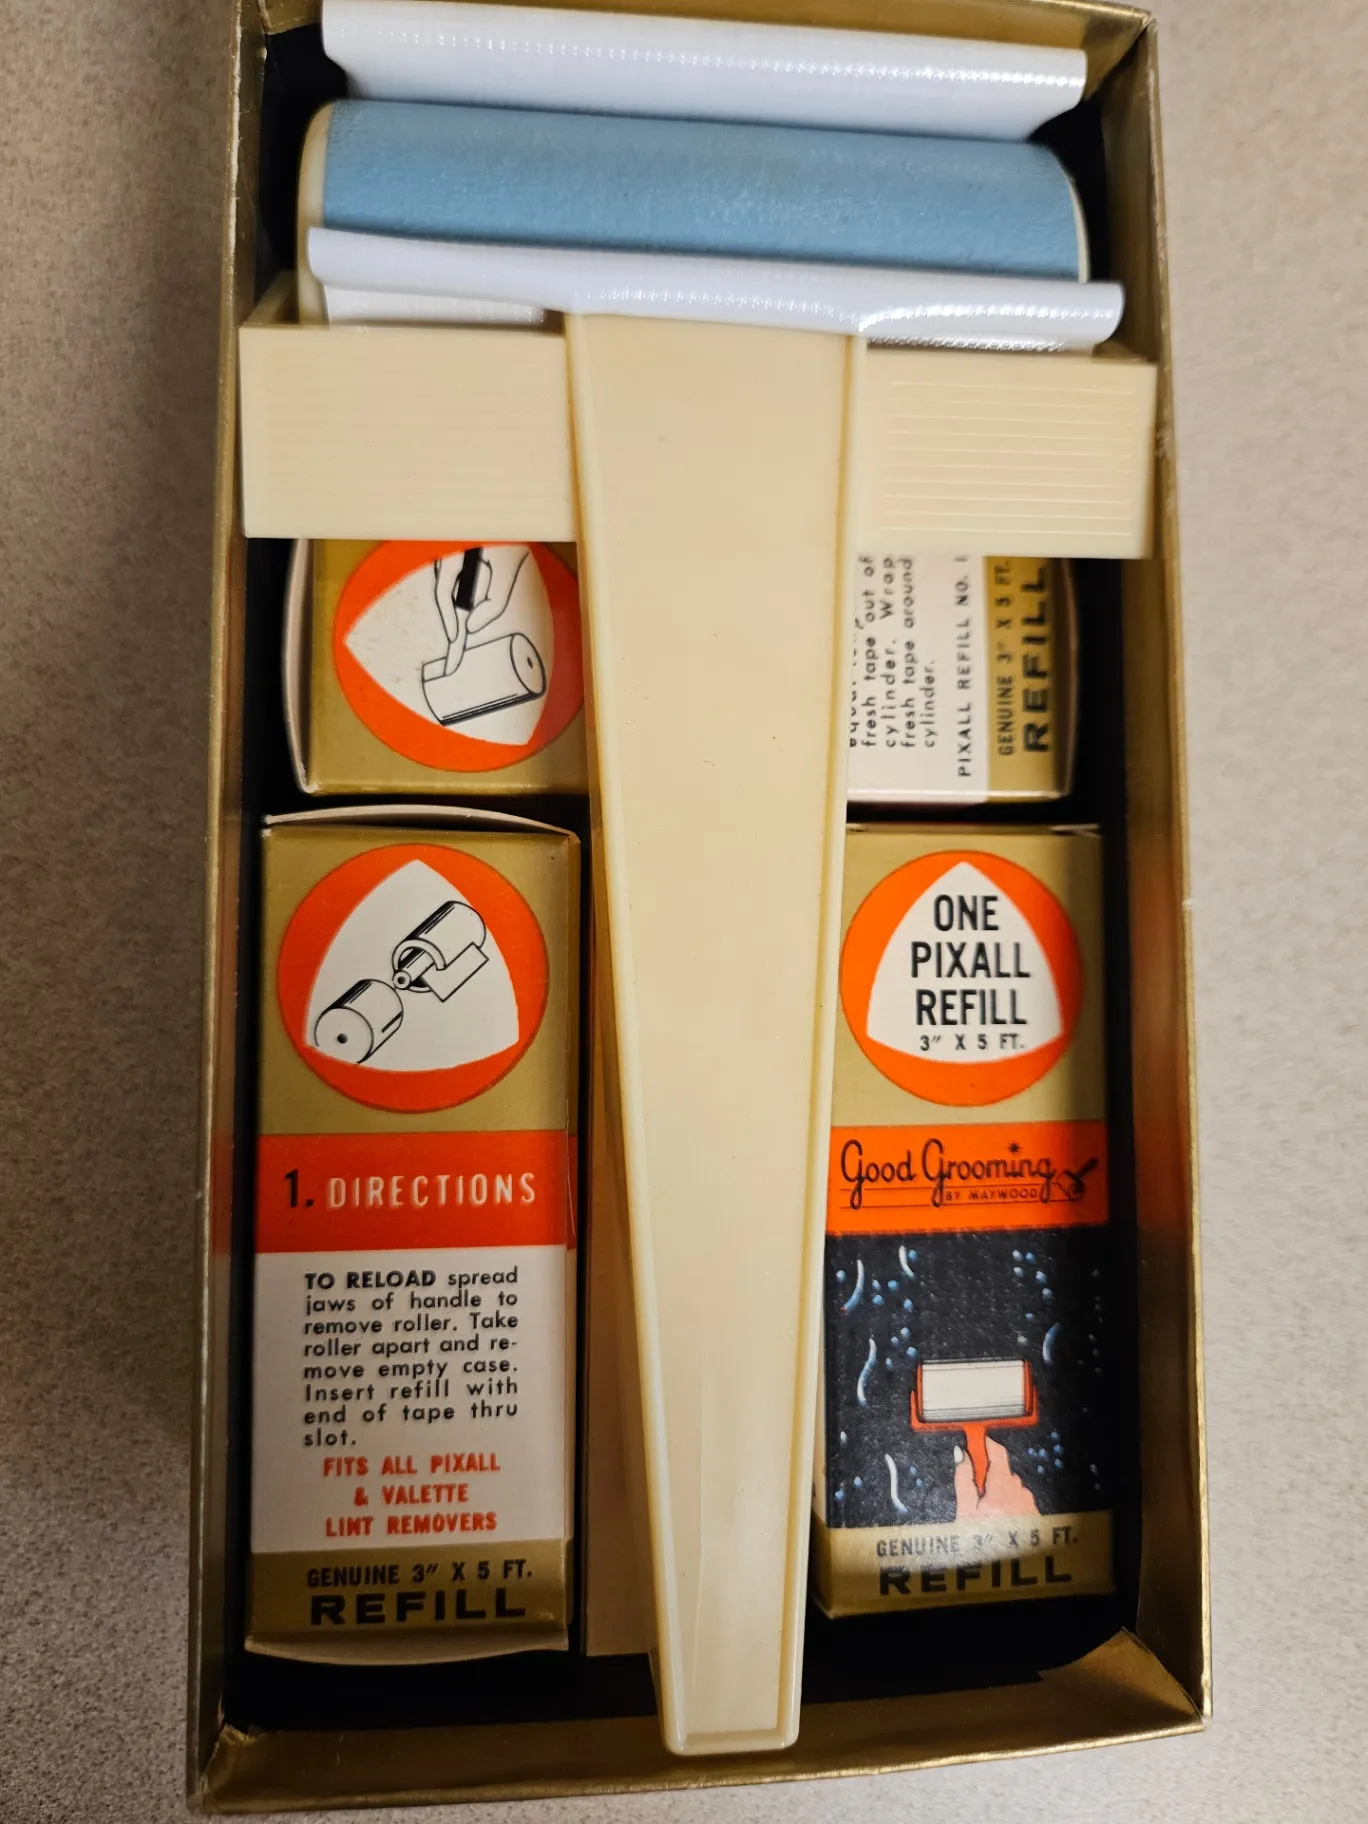 fresh tape out of
cylinder. Wrap
fresh tape around
cylinder.
PIXALL REFILL NO. 1
GENUINE 3" X 5 FT.
REFILL
1. DIRECTIONS
TO RELOAD spread
jaws of handle to
remove roller. Take
roller apart and re-
move empty case.
Insert refill with
end of tape thru
slot.
FITS ALL PIXALL
& VALETTE
LINT REMOVERS
GENUINE 3" X 5 FT.
REFILL
ONE
PIXALL
REFILL
3" X 5 FT.
Good Grooming
BY MAYWOOD
GENUINE 3" X 5 FT.
REFILL